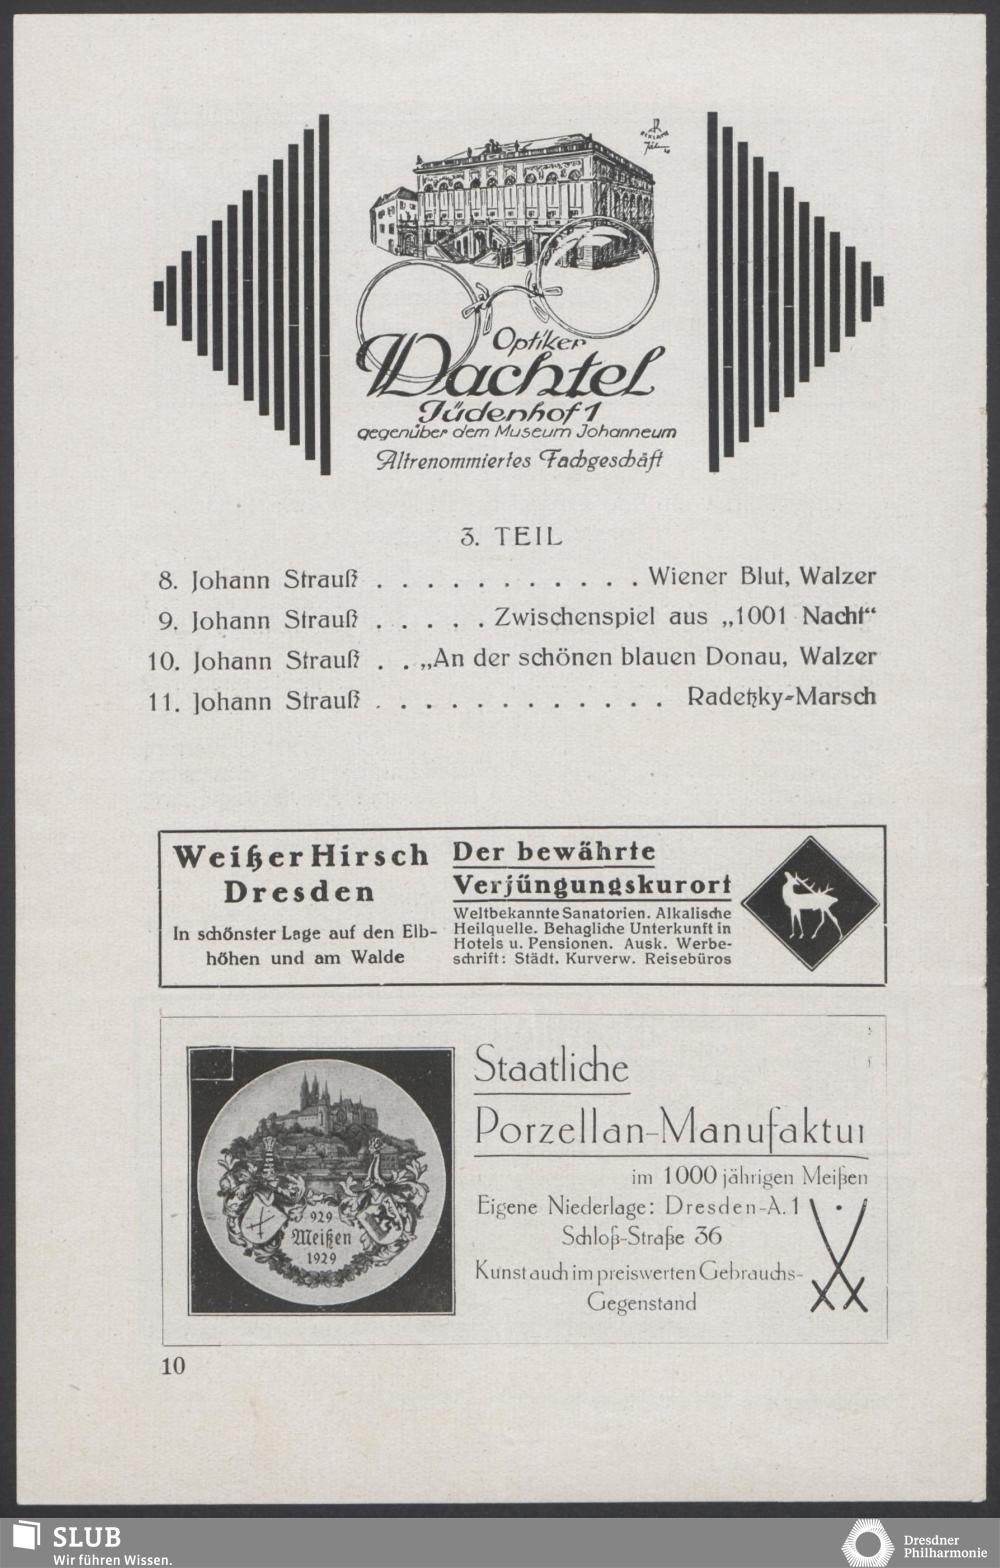 Optiker
Wachtel
Jüdenhof 1
gegenüber dem Museum Johanneum
Altrenommiertes Fachgeschäft
3. TEIL
8. Johann Strauß . . . . . . . . . . . Wiener Blut, Walzer
9. Johann Strauß . . . . . Zwischenspiel aus „1001 Nacht“
10. Johann Strauß . . „An der schönen blauen Donau, Walzer
11. Johann Strauß . . . . . . . . . . . . Radetzky-Marsch
Weißer Hirsch
Dresden
In schönster Lage auf den Elb-
höhen und am Walde
Der bewährte
Verjüngungskurort
Weltbekannte Sanatorien. Alkalische
Heilquelle. Behagliche Unterkunft in
Hotels u. Pensionen. Ausk. Werbe-
schrift: Städt. Kurverw. Reisebüros
929
Meißen
1929
Staatliche
Porzellan-Manufaktur
im 1000 jährigen Meißen
Eigene Niederlage: Dresden-A. 1
Schloß-Straße 36
Kunst auch im preiswerten Gebrauchs-
Gegenstand
10
SLUB
Wir führen Wissen.
Dresdner
Philharmonie